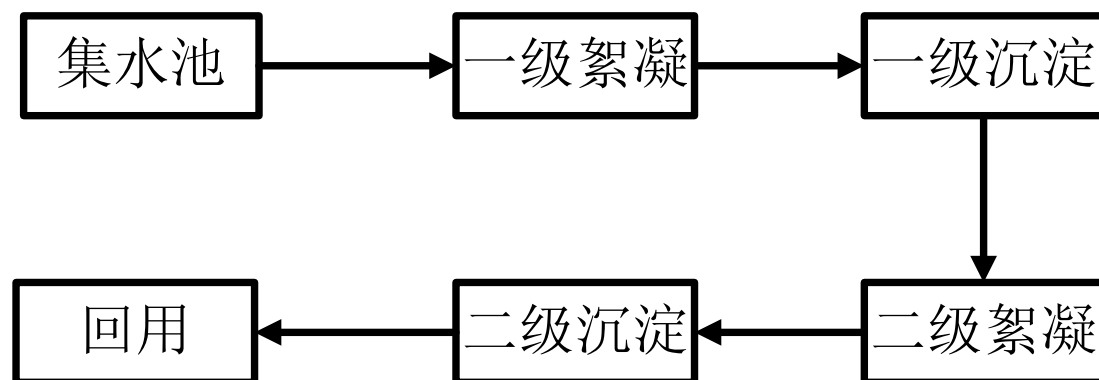 集水池
一级絮凝
一级沉淀
回用
二级沉淀
二级絮凝